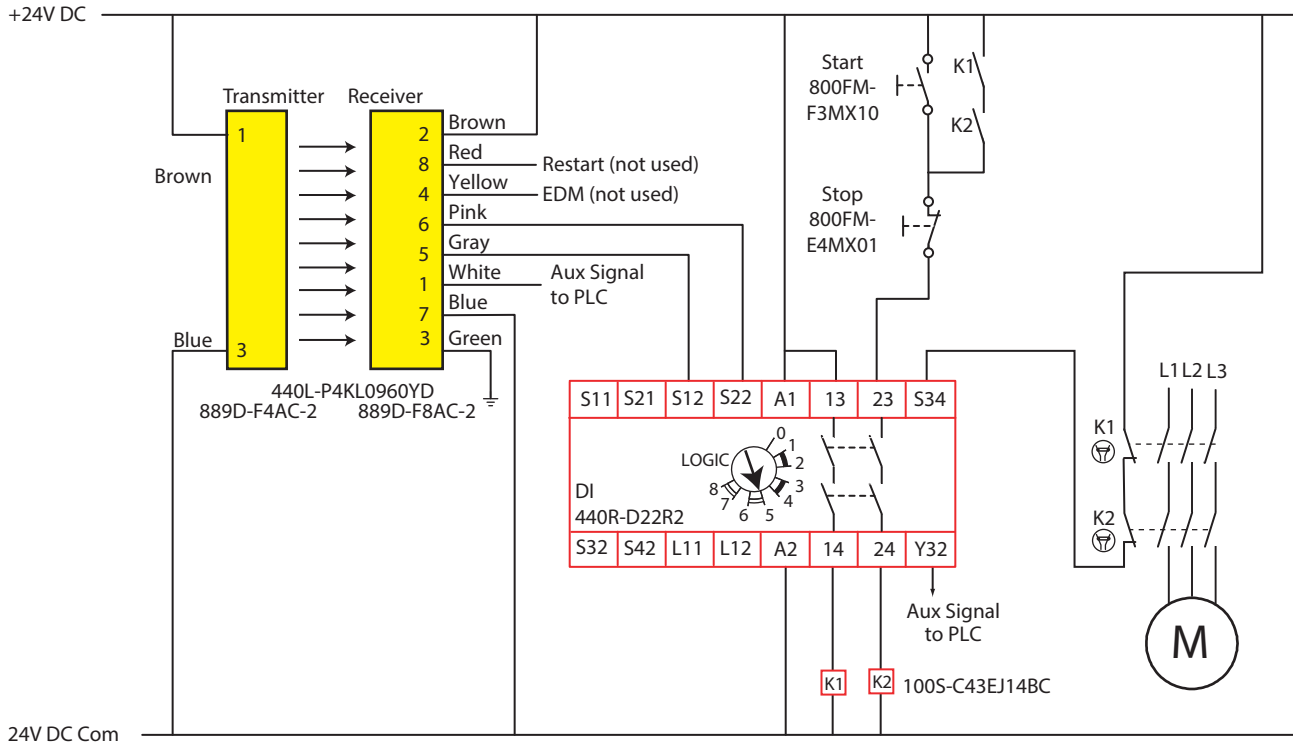 +24V DC
Transmitter
Receiver
1
Brown
Blue
3
2
Brown
8
Red
Restart (not used)
4
Yellow
EDM (not used)
6
Pink
5
Gray
1
White
Aux Signal
to PLC
7
Blue
3
Green
440L-P4KL0960YD
889D-F4AC-2
889D-F8AC-2
Start
800FM-
F3MX10
K1
K2
Stop
800FM-
E4MX01
S11
S21
S12
S22
A1
13
23
S34
LOGIC
0
1
2
3
4
5
6
7
8
DI
440R-D22R2
S32
S42
L11
L12
A2
14
24
Y32
Aux Signal
to PLC
K1
K2
100S-C43EJ14BC
L1
L2
L3
K1
K2
M
24V DC Com